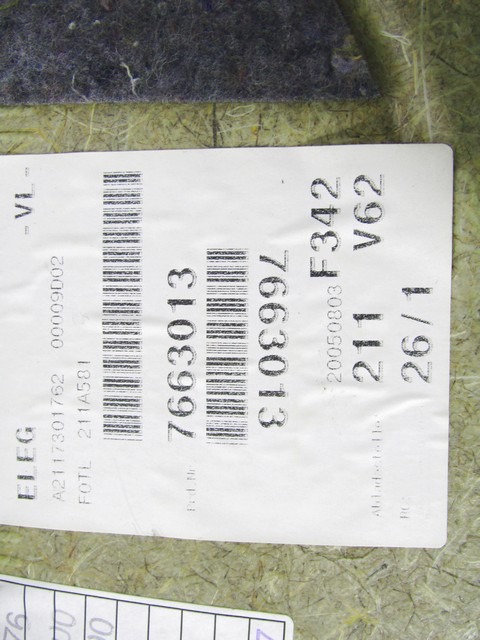 ELEG - VL -
A2117301762 00009D02
FOTL 211A581
7663013
7663013
F342
20050803
211 V62
26/1